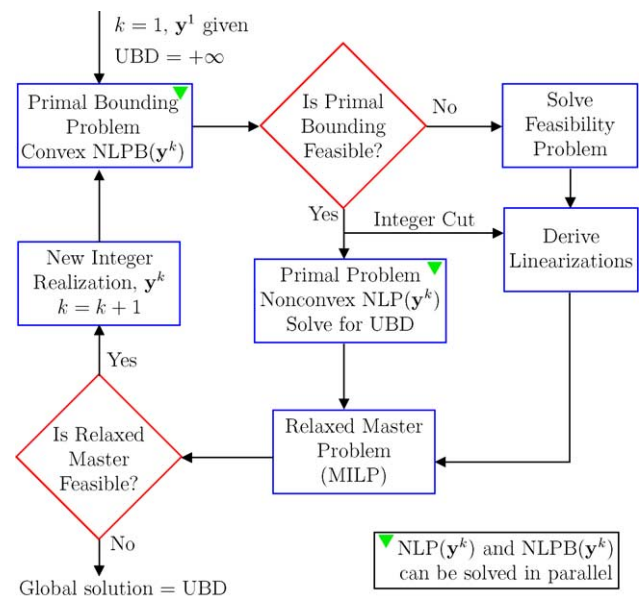 k = 1, y¹ given
UBD = +∞
Primal Bounding
Problem
Convex NLPB(yᵏ)
Is Primal
Bounding
Feasible?
No
Solve
Feasibility
Problem
Yes
Integer Cut
Derive
Linearizations
New Integer
Realization, yᵏ
k = k + 1
Primal Problem
Nonconvex NLP(yᵏ)
Solve for UBD
Yes
Is Relaxed
Master
Feasible?
Relaxed Master
Problem
(MILP)
No
Global solution = UBD
NLP(yᵏ) and NLPB(yᵏ)
can be solved in parallel